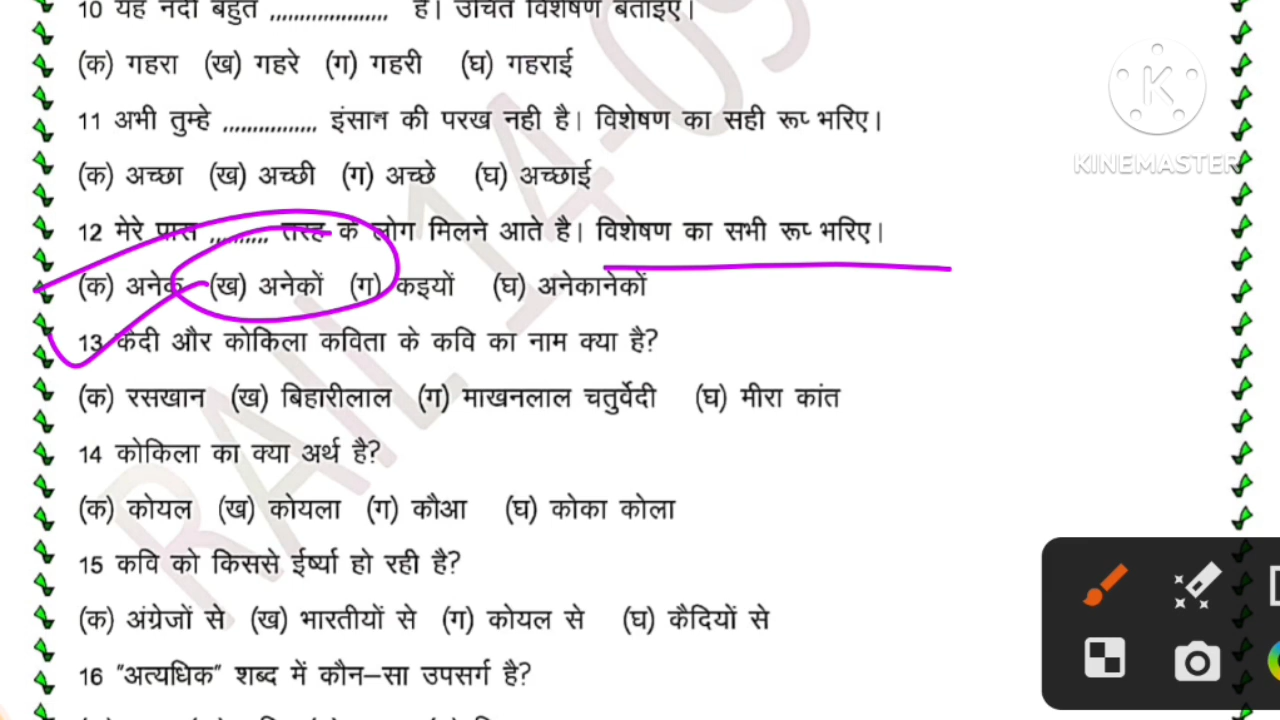 10 यह नदी बहुत ,,,,,,,,,,,,,,,,,,,, है। उचित विशेषण बताइए।
(क) गहरा (ख) गहरे (ग) गहरी (घ) गहराई
11 अभी तुम्हे ,,,,,,,,,,,,,,,, इंसान की परख नही है। विशेषण का सही रूप भरिए।
(क) अच्छा (ख) अच्छी (ग) अच्छे (घ) अच्छाई
12 मेरे पास ,,,,,,,,,, तरह के लोग मिलने आते है। विशेषण का सभी रूप भरिए।
(क) अनेक (ख) अनेकों (ग) कइयों (घ) अनेकानेकों
13 कैदी और कोकिला कविता के कवि का नाम क्या है?
(क) रसखान (ख) बिहारीलाल (ग) माखनलाल चतुर्वेदी (घ) मीरा कांत
14 कोकिला का क्या अर्थ है?
(क) कोयल (ख) कोयला (ग) कौआ (घ) कोका कोला
15 कवि को किससे ईर्ष्या हो रही है?
(क) अंग्रेजों से (ख) भारतीयों से (ग) कोयल से (घ) कैदियों से
16 "अत्यधिक" शब्द में कौन–सा उपसर्ग है?
K
KINEMASTER